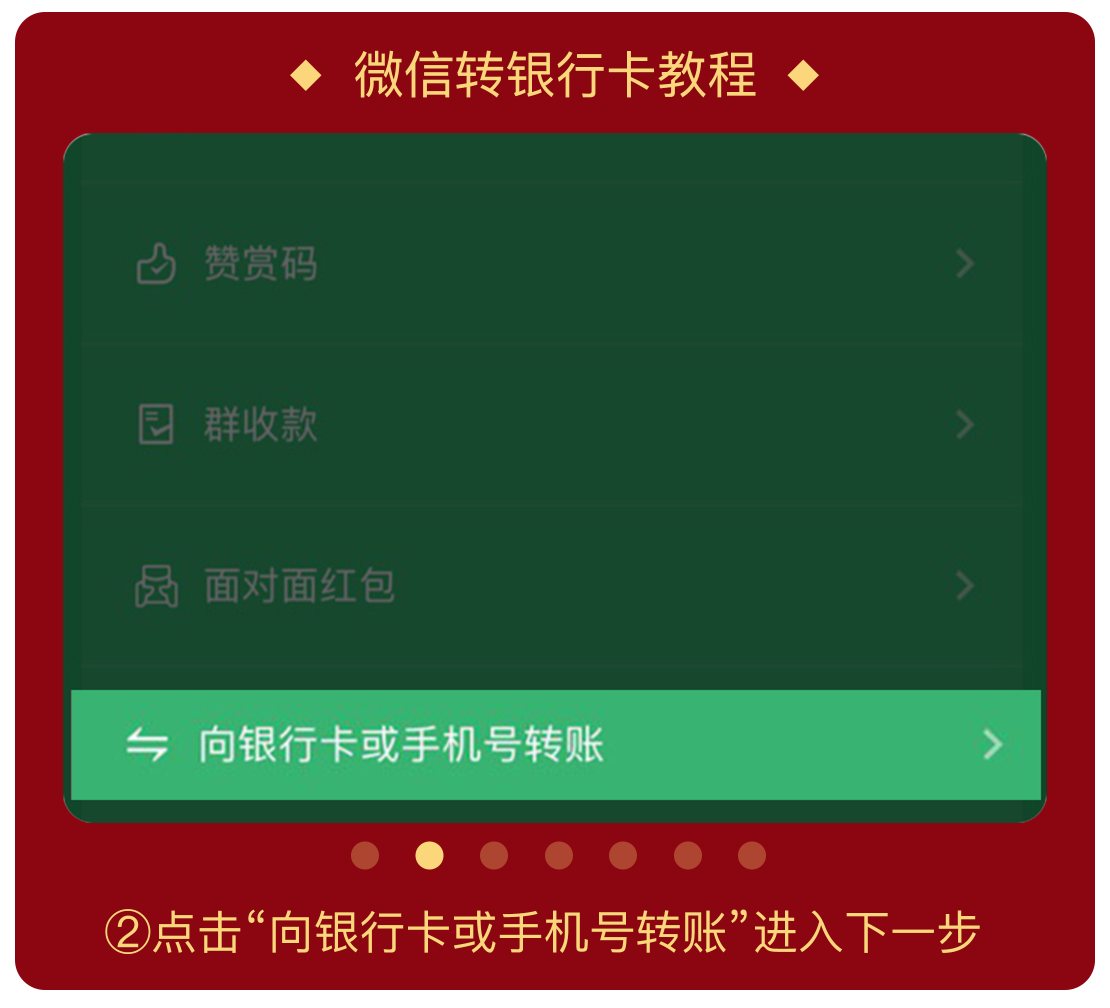 微信转银行卡教程
赞赏码
群收款
面对面红包
向银行卡或手机号转账
②点击“向银行卡或手机号转账”进入下一步